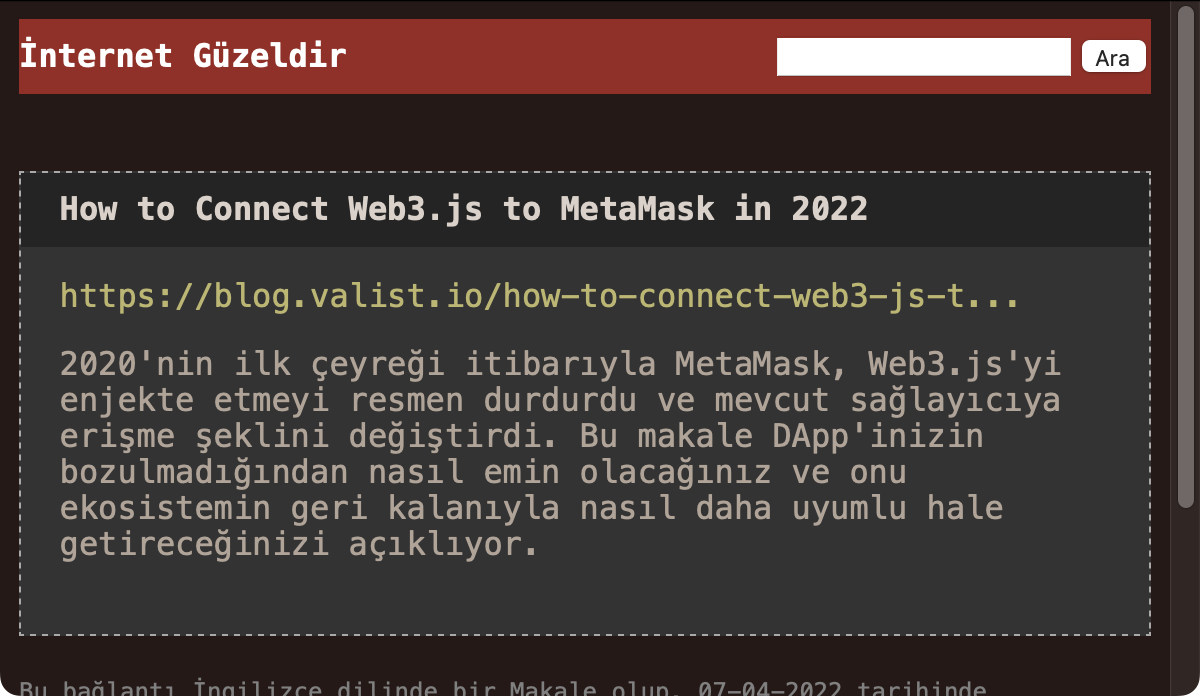 İnternet Güzeldir
Ara
How to Connect Web3.js to MetaMask in 2022
https://blog.valist.io/how-to-connect-web3-js-t...
2020'nin ilk çeyreği itibarıyla MetaMask, Web3.js'yi
enjekte etmeyi resmen durdurdu ve mevcut sağlayıcıya
erişme şeklini değiştirdi. Bu makale DApp'inizin
bozulmadığından nasıl emin olacağınız ve onu
ekosistemin geri kalanıyla nasıl daha uyumlu hale
getireceğinizi açıklıyor.
Bu bağlantı İngilizce dilinde bir Makale olup, 07-04-2022 tarihinde